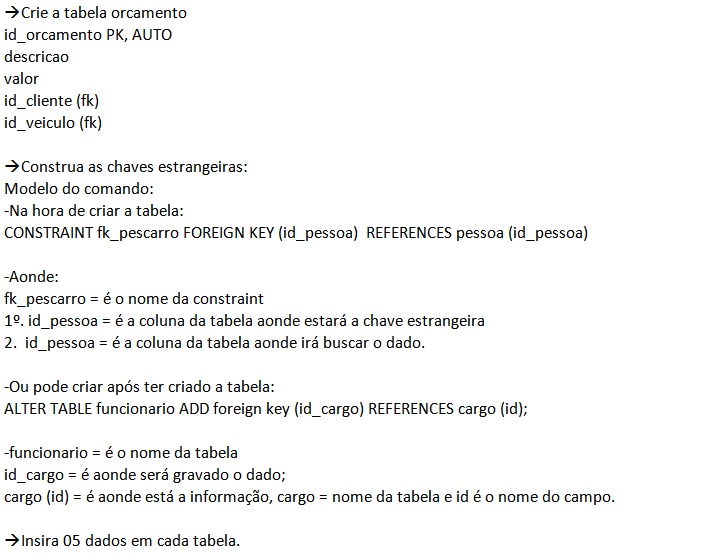 →Crie a tabela orcamento
id_orcamento PK, AUTO
descricao
valor
id_cliente (fk)
id_veiculo (fk)
→Construa as chaves estrangeiras:
Modelo do comando:
-Na hora de criar a tabela:
CONSTRAINT fk_pescarro FOREIGN KEY (id_pessoa)  REFERENCES pessoa (id_pessoa)
-Aonde:
fk_pescarro = é o nome da constraint
1º. id_pessoa = é a coluna da tabela aonde estará a chave estrangeira
2.  id_pessoa = é a coluna da tabela aonde irá buscar o dado.
-Ou pode criar após ter criado a tabela:
ALTER TABLE funcionario ADD foreign key (id_cargo) REFERENCES cargo (id);
-funcionario = é o nome da tabela
id_cargo = é aonde será gravado o dado;
cargo (id) = é aonde está a informação, cargo = nome da tabela e id é o nome do campo.
→Insira 05 dados em cada tabela.